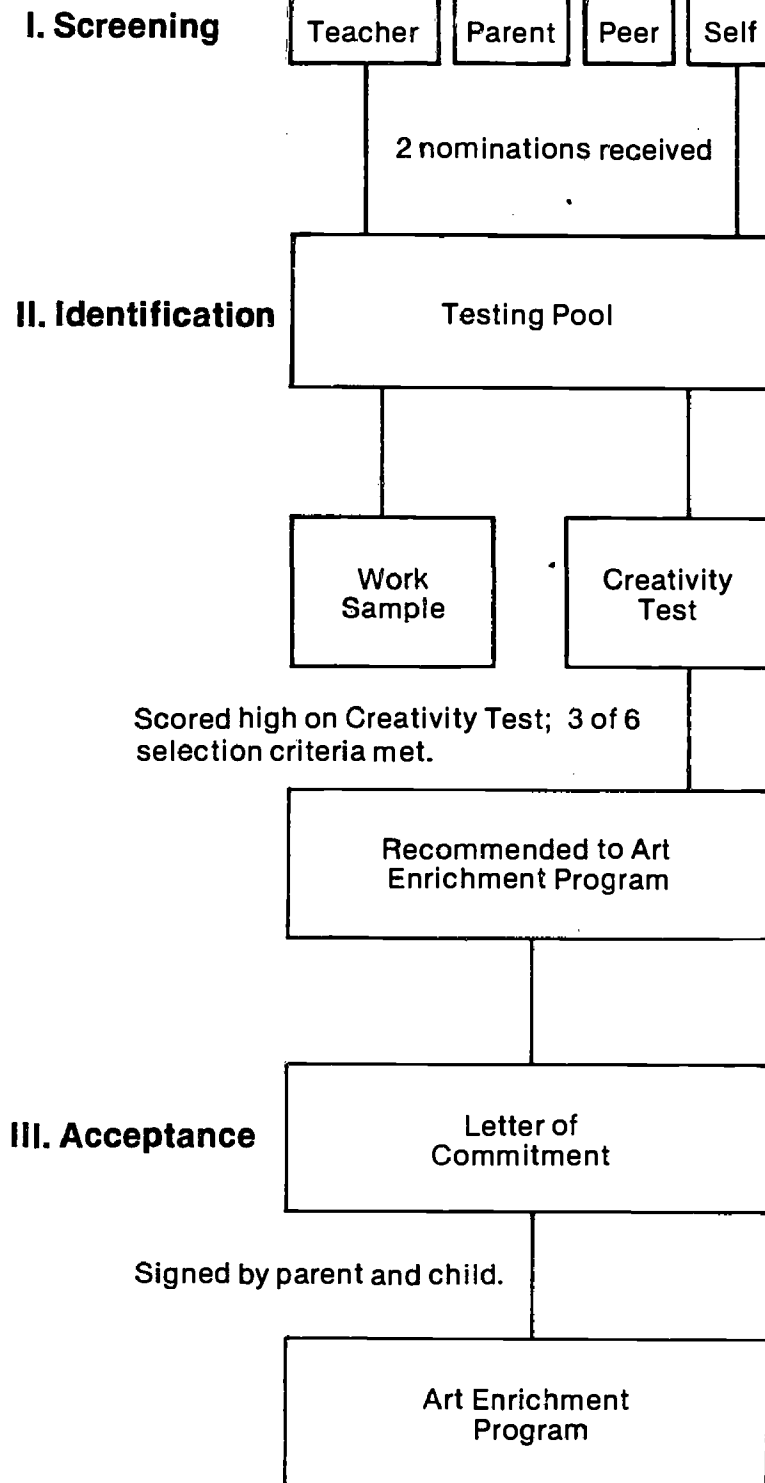 I. Screening
Teacher
Parent
Peer
Self
2 nominations received
II. Identification
Testing Pool
Work
Sample
Creativity
Test
Scored high on Creativity Test; 3 of 6
selection criteria met.
Recommended to Art
Enrichment Program
III. Acceptance
Letter of
Commitment
Signed by parent and child.
Art Enrichment
Program